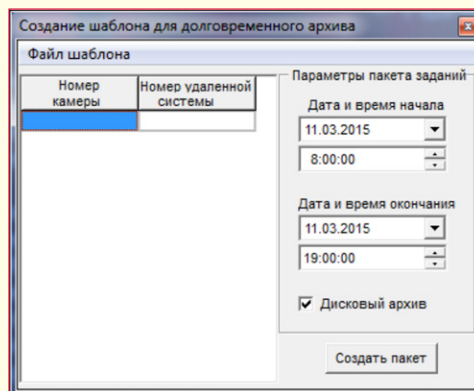 Создание шаблона для долговременного архива
Файл шаблона
Номер камеры
Номер удаленной системы
Параметры пакета заданий
Дата и время начала
11.03.2015
8:00:00
Дата и время окончания
11.03.2015
19:00:00
Дисковый архив
Создать пакет